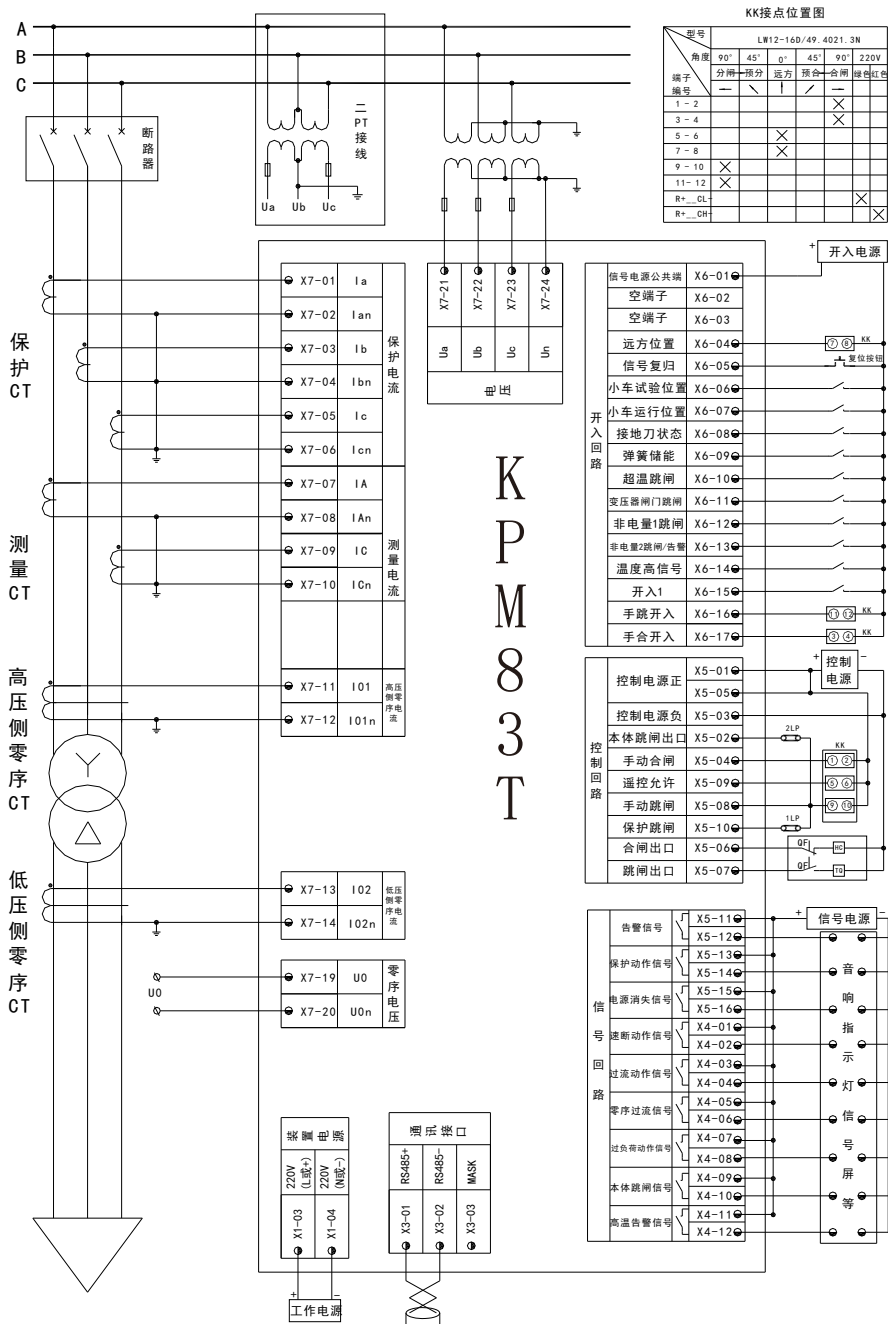 KK接点位置图
型号 LW12-16D/49.4021.3N
角度 90° 45° 0° 45° 90° 220V
端子编号 分闸 预分 远方 预合 合闸 绿色 红色
1 - 2
3 - 4
5 - 6
7 - 8
9 - 10
11- 12
R+__CL-
R+__CH-
A
B
C
断路器
二PT接线
Ua Ub Uc
保护CT
测量CT
高压侧零序CT
低压侧零序CT
X7-01 Ia
X7-02 Ian
X7-03 Ib
X7-04 Ibn
X7-05 Ic
X7-06 Icn
保护电流
X7-07 IA
X7-08 IAn
X7-09 IC
X7-10 ICn
测量电流
X7-11 I01
X7-12 I01n
高压侧零序电流
X7-13 I02
X7-14 I02n
低压侧零序电流
U0
X7-19 U0
X7-20 U0n
零序电压
X7-21 X7-22 X7-23 X7-24
Ua Ub Uc Un
电压
KPM83T
开入回路
+ 开入电源
信号电源公共端 X6-01
空端子 X6-02
空端子 X6-03
远方位置 X6-04 ⑦ ⑧ KK
信号复归 X6-05 复位按钮
小车试验位置 X6-06
小车运行位置 X6-07
接地刀状态 X6-08
弹簧储能 X6-09
超温跳闸 X6-10
变压器闸门跳闸 X6-11
非电量1跳闸 X6-12
非电量2跳闸/告警 X6-13
温度高信号 X6-14
开入1 X6-15
手跳开入 X6-16 ⑪ ⑫ KK
手合开入 X6-17 ③ ④ KK
控制回路
+ 控制电源 −
控制电源正 X5-01
X5-05
控制电源负 X5-03
本体跳闸出口 X5-02 2LP
KK
手动合闸 X5-04 ① ②
遥控允许 X5-09 ⑤ ⑥
手动跳闸 X5-08 ⑨ ⑩
保护跳闸 X5-10 1LP
合闸出口 X5-06 QF HC
跳闸出口 X5-07 QF TQ
信号回路
+ 信号电源 −
告警信号 X5-11
X5-12
保护动作信号 X5-13
X5-14
电源消失信号 X5-15
X5-16
速断动作信号 X4-01
X4-02
过流动作信号 X4-03
X4-04
零序过流信号 X4-05
X4-06
过负荷动作信号 X4-07
X4-08
本体跳闸信号 X4-09
X4-10
高温告警信号 X4-11
X4-12
音响指示灯信号屏等
装置电源
220V (L或+)
220V (N或-)
X1-03 X1-04
+ −
工作电源
通讯接口
RS485+ RS485- MASK
X3-01 X3-02 X3-03